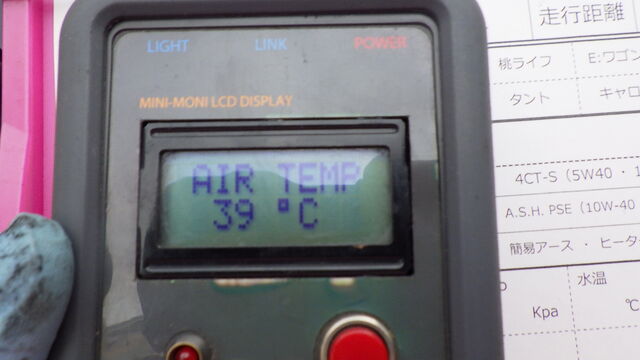 LIGHT LINK POWER
MINI-MONI LCD DISPLAY
AIR TEMP
39 °C
走行距離
桃ライフ E:ワゴン
タント キャロ
4CT-S（5W40 ・ 1
A.S.H. PSE（10W-40
簡易アース ・ ヒータ
水温
Kpa ℃